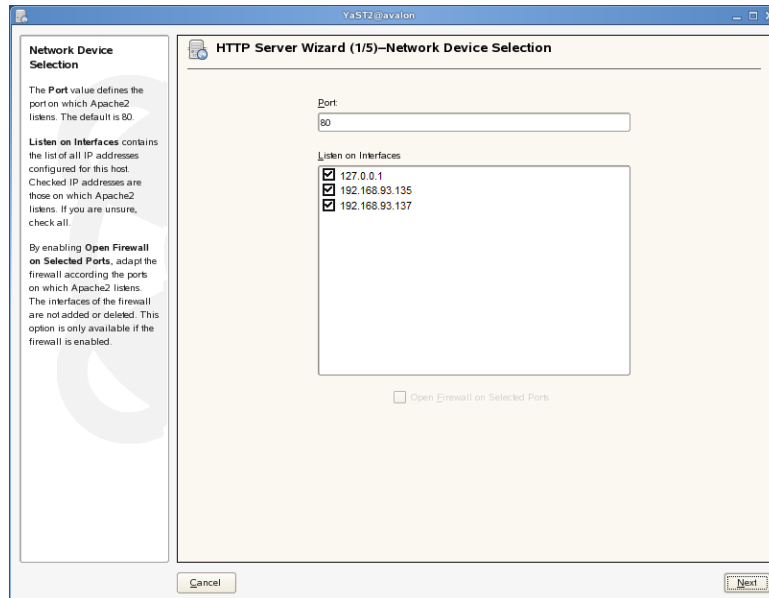 YaST2@avalon
Network Device
Selection
The Port value defines the
port on which Apache2
listens. The default is 80.
Listen on Interfaces contains
the list of all IP addresses
configured for this host.
Checked IP addresses are
those on which Apache2
listens. If you are unsure,
check all.
By enabling Open Firewall
on Selected Ports, adapt the
firewall according the ports
on which Apache2 listens.
The interfaces of the firewall
are not added or deleted. This
option is only available if the
firewall is enabled.
HTTP Server Wizard (1/5)–Network Device Selection
Port:
80
Listen on Interfaces
127.0.0.1
192.168.93.135
192.168.93.137
Open Firewall on Selected Ports
Cancel
Next